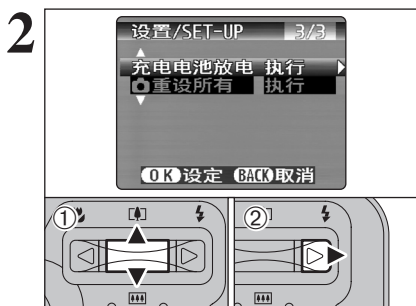 2
设置/SET-UP 3/3
充电电池放电 执行
重设所有 执行
OK 设定 BACK 取消
① ②